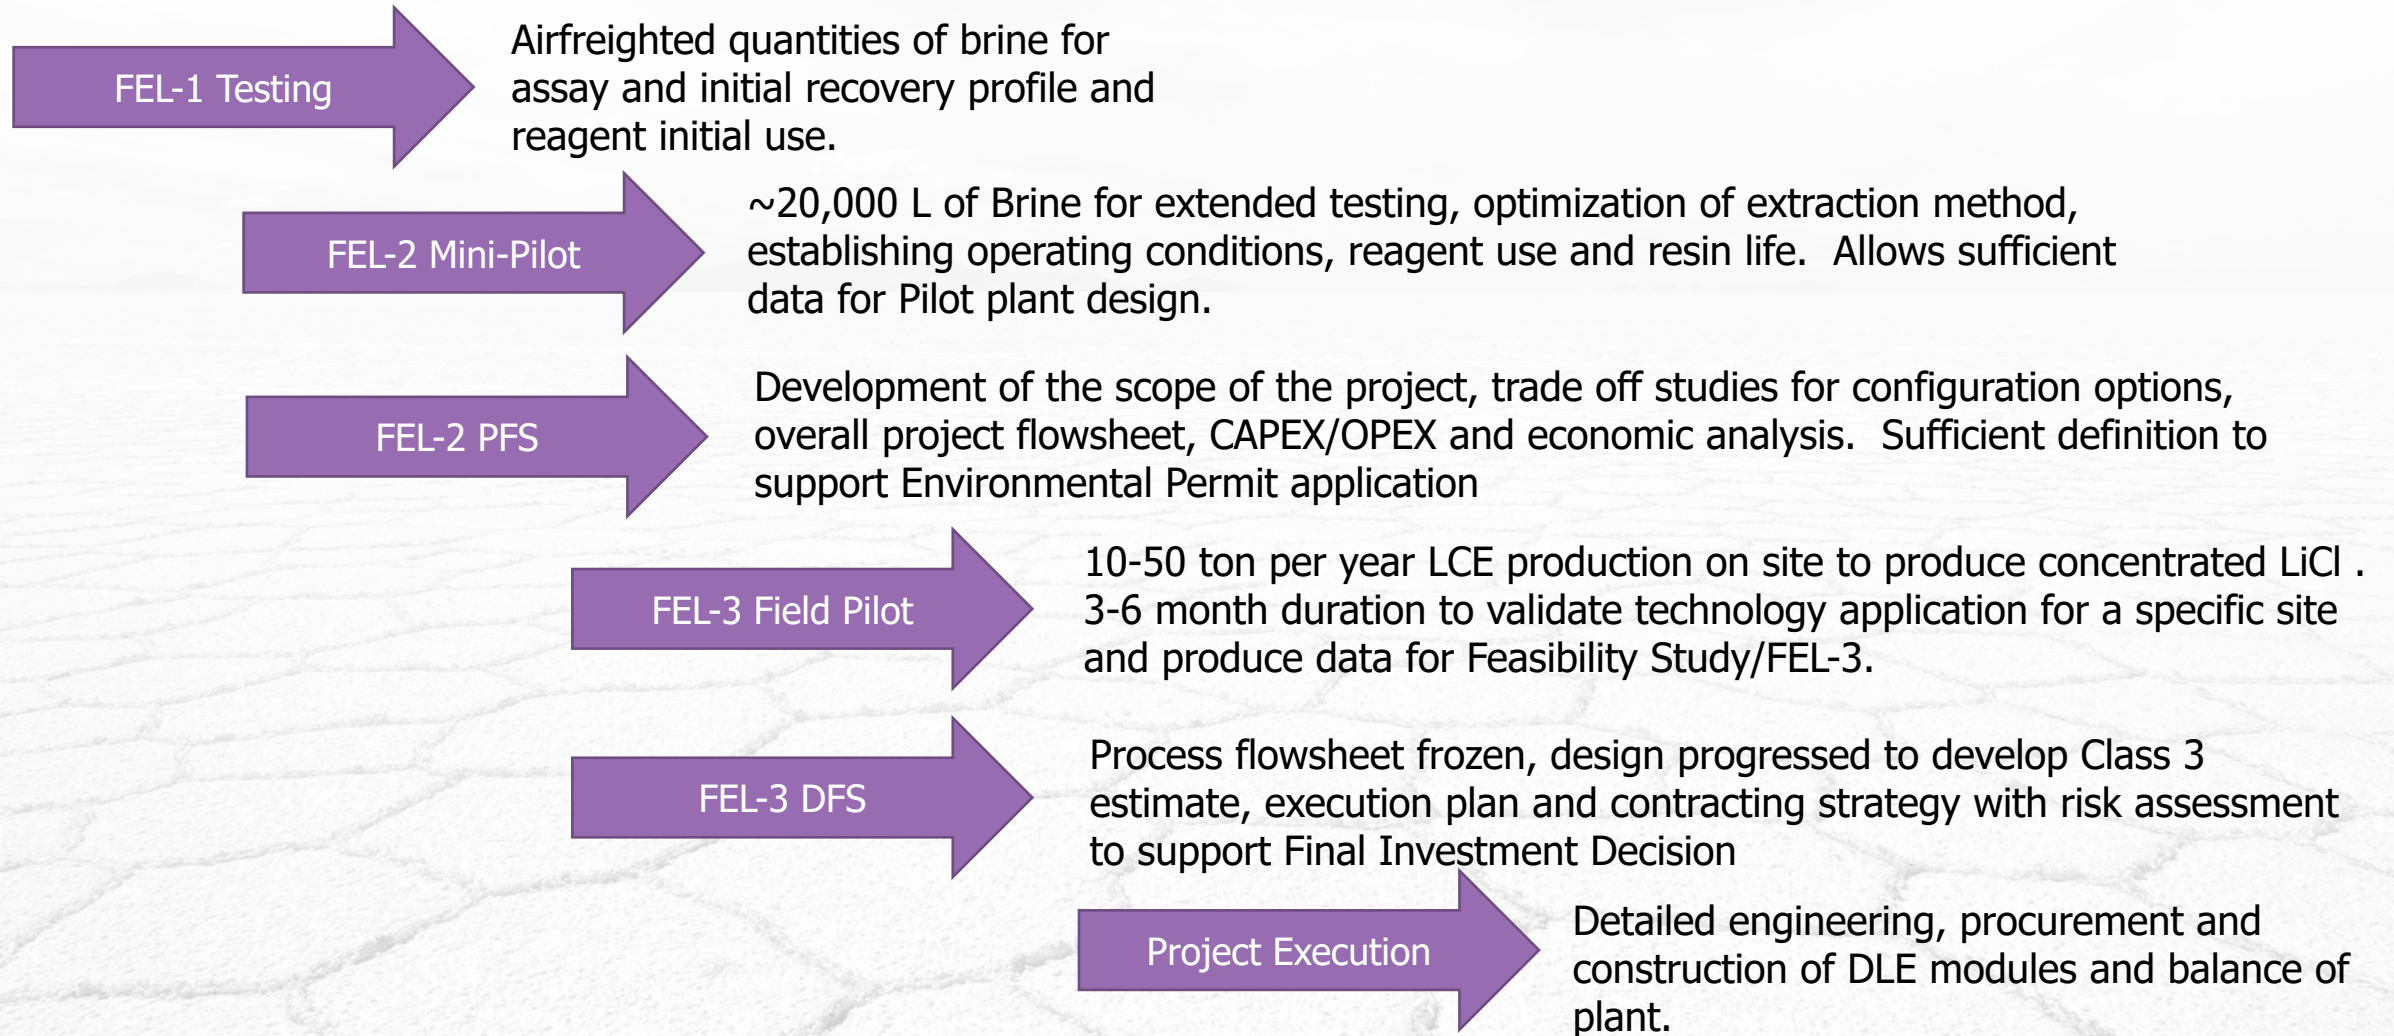 FEL-1 Testing
Airfreighted quantities of brine for
assay and initial recovery profile and
reagent initial use.
FEL-2 Mini-Pilot
~20,000 L of Brine for extended testing, optimization of extraction method,
establishing operating conditions, reagent use and resin life.  Allows sufficient
data for Pilot plant design.
FEL-2 PFS
Development of the scope of the project, trade off studies for configuration options,
overall project flowsheet, CAPEX/OPEX and economic analysis.  Sufficient definition to
support Environmental Permit application
FEL-3 Field Pilot
10-50 ton per year LCE production on site to produce concentrated LiCl .
3-6 month duration to validate technology application for a specific site
and produce data for Feasibility Study/FEL-3.
FEL-3 DFS
Process flowsheet frozen, design progressed to develop Class 3
estimate, execution plan and contracting strategy with risk assessment
to support Final Investment Decision
Project Execution
Detailed engineering, procurement and
construction of DLE modules and balance of
plant.